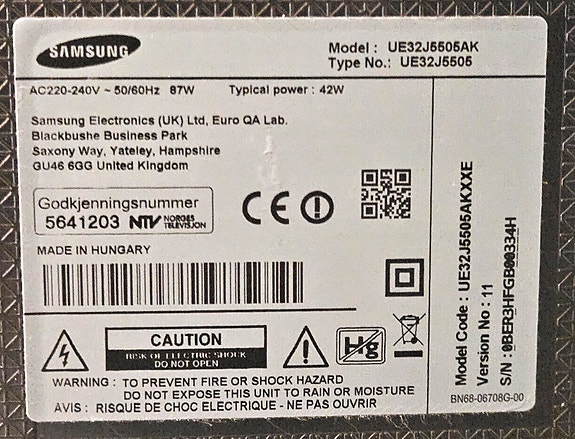 SAMSUNG
Model : UE32J5505AK
Type No.: UE32J5505
AC220-240V ~ 50/60Hz 87W Typical power : 42W
Samsung Electronics (UK) Ltd, Euro QA Lab.
Blackbushe Business Park
Saxony Way, Yateley, Hampshire
GU46 6GG United Kingdom
Godkjenningsnummer
5641203 NTV NORGES TELEVISJON
CE
MADE IN HUNGARY
CAUTION
RISK OF ELECTRIC SHOCK
DO NOT OPEN
Hg
WARNING : TO PREVENT FIRE OR SHOCK HAZARD
DO NOT EXPOSE THIS UNIT TO RAIN OR MOISTURE
AVIS : RISQUE DE CHOC ELECTRIQUE - NE PAS OUVRIR
Model Code : UE32J5505AKXXE
Version No : 11
S/N : 0BER3HFGB00334H
BN68-06708G-00